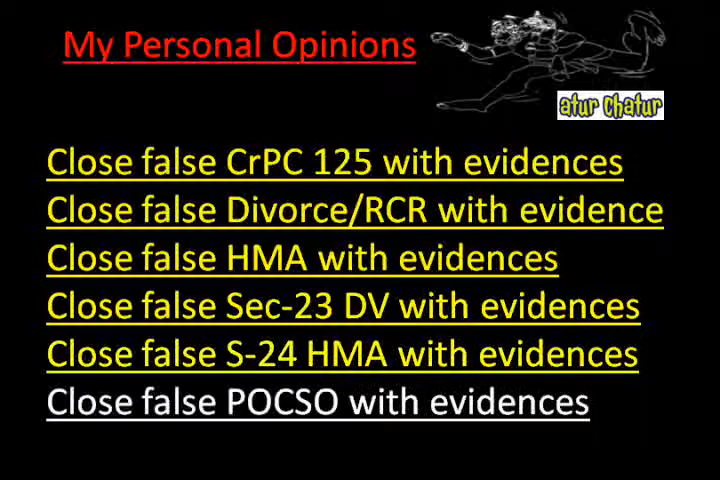 My Personal Opinions
atur chatur
Close false CrPC 125 with evidences
Close false Divorce/RCR with evidence
Close false HMA with evidences
Close false Sec-23 DV with evidences
Close false S-24 HMA with evidences
Close false POCSO with evidences